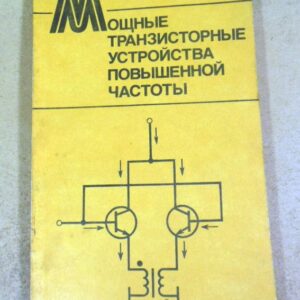 Мощные
ТРАНЗИСТОРНЫЕ
УСТРОЙСТВА
ПОВЫШЕННОЙ
ЧАСТОТЫ